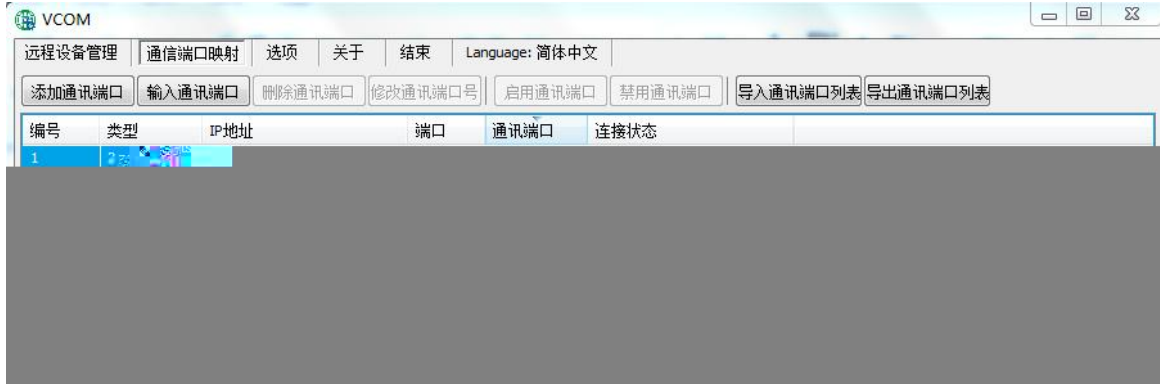 VCOM
远程设备管理 通信端口映射 选项 关于 结束 Language: 简体中文
添加通讯端口 输入通讯端口 删除通讯端口 修改通讯端口号 启用通讯端口 禁用通讯端口 导入通讯端口列表 导出通讯端口列表
编号 类型 IP地址 端口 通讯端口 连接状态
1